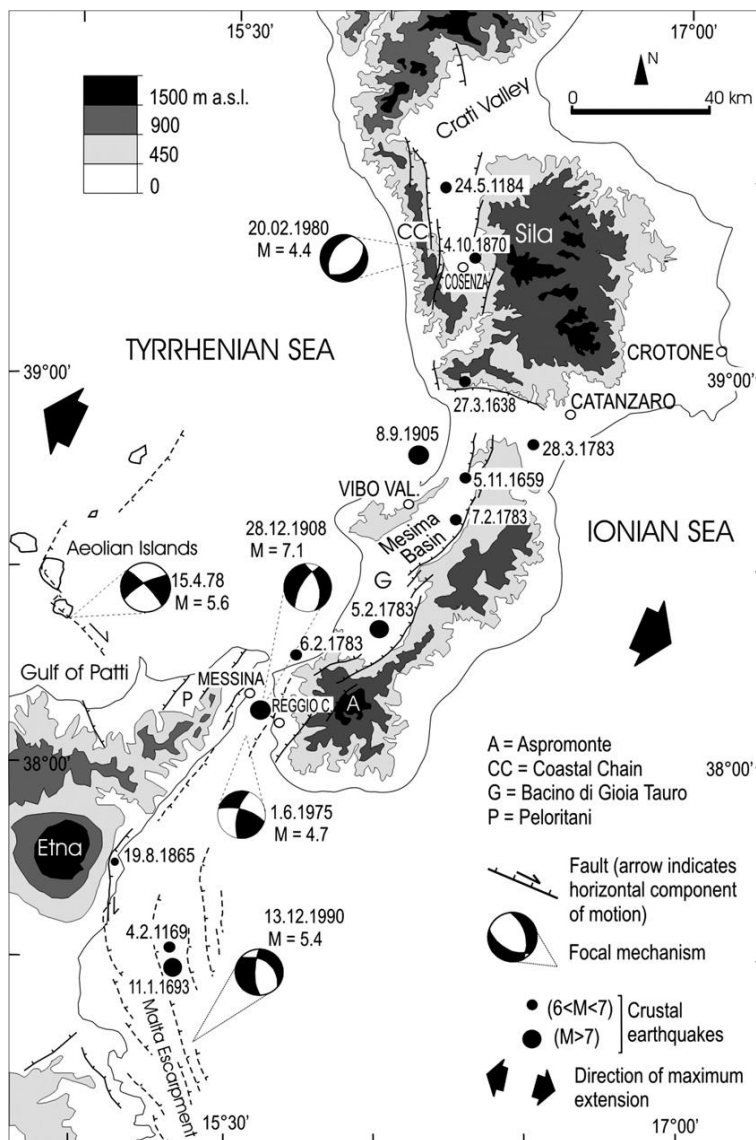 15°30'
17°00'
N
0
40 km
1500 m a.s.l.
900
450
0
Crati Valley
24.5.1184
20.02.1980
M = 4.4
CC
Sila
4.10.1870
COSENZA
TYRRHENIAN SEA
CROTONE
39°00'
39°00'
27.3.1638
CATANZARO
8.9.1905
28.3.1783
5.11.1659
VIBO VAL.
7.2.1783
Mesima
Basin
28.12.1908
M = 7.1
IONIAN SEA
Aeolian Islands
15.4.78
M = 5.6
G
5.2.1783
6.2.1783
Gulf of Patti
MESSINA
P
REGGIO C.
A
A = Aspromonte
CC = Coastal Chain
G = Bacino di Gioia Tauro
P = Peloritani
38°00'
38°00'
1.6.1975
M = 4.7
Etna
19.8.1865
Fault (arrow indicates
horizontal component
of motion)
13.12.1990
M = 5.4
4.2.1169
Focal mechanism
11.1.1693
Malta Escarpment
(6<M<7)
(M>7)
Crustal
earthquakes
Direction of maximum
extension
15°30'
17°00'